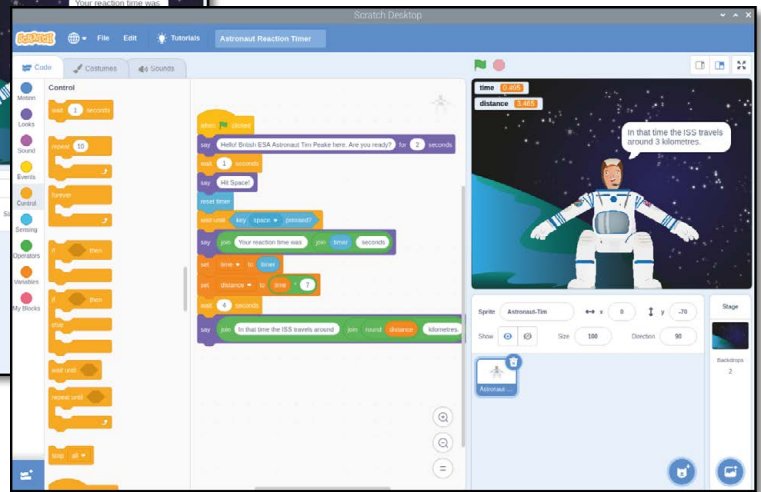 Your reaction time was
Scratch Desktop
SCRATCH
File Edit Tutorials Astronaut Reaction Timer
Code Costumes Sounds
Motion
Looks
Sound
Events
Control
Sensing
Operators
Variables
My Blocks
Control
wait 1 seconds
repeat 10
forever
if then
if then
else
wait until
repeat until
stop all
when clicked
say Hello! British ESA Astronaut Tim Peake here. Are you ready? for 2 seconds
wait 1 seconds
say Hit Space!
reset timer
wait until key space pressed?
say join Your reaction time was join timer seconds
set time to timer
set distance to time * 7
wait 4 seconds
say join In that time the ISS travels around join round distance kilometres.
time 0.495
distance 3.465
In that time the ISS travels
around 3 kilometres.
Sprite Astronaut-Tim x 0 y -70
Show Size 100 Direction 90
Astronaut-...
Stage
Backdrops
2